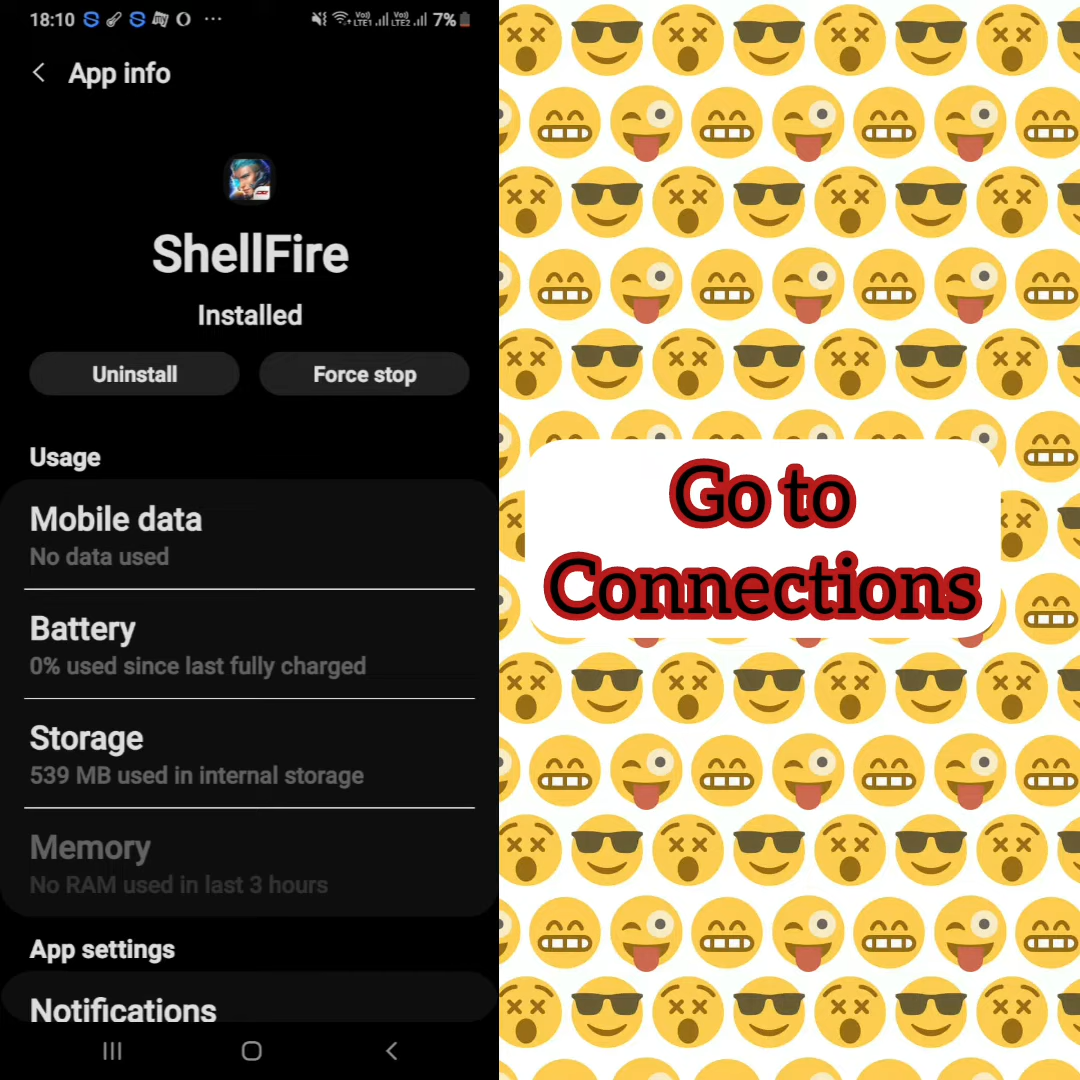 18:10 7%
App info
ShellFire
Installed
Uninstall Force stop
Usage
Mobile data
No data used
Battery
0% used since last fully charged
Storage
539 MB used in internal storage
Memory
No RAM used in last 3 hours
App settings
Notifications
Go to
Connections